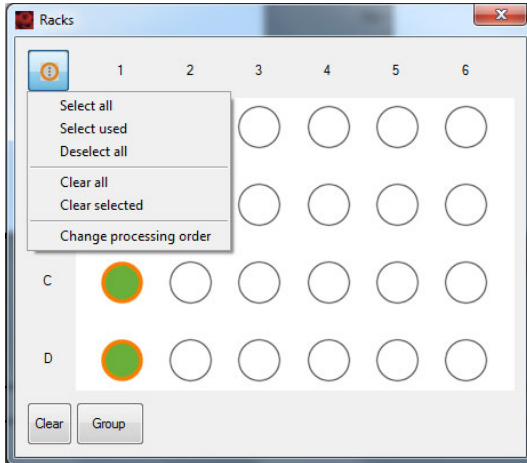 Racks
x
1 2 3 4 5 6
Select all
Select used
Deselect all
Clear all
Clear selected
Change processing order
C
D
Clear Group